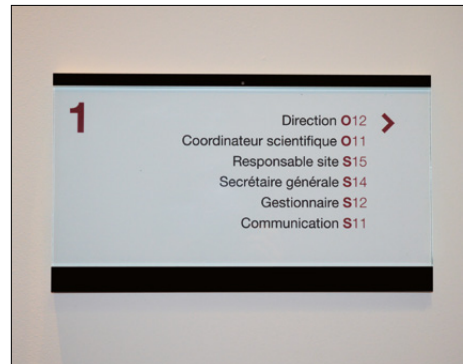 1
Direction O12 >
Coordinateur scientifique O11
Responsable site S15
Secrétaire générale S14
Gestionnaire S12
Communication S11